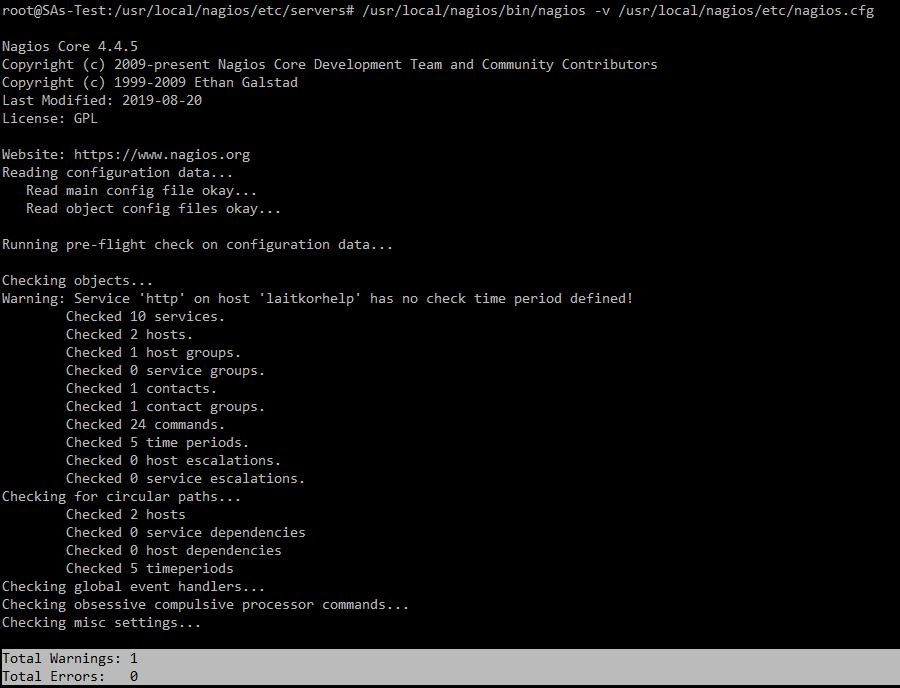 root@SAs-Test:/usr/local/nagios/etc/servers# /usr/local/nagios/bin/nagios -v /usr/local/nagios/etc/nagios.cfg
Nagios Core 4.4.5
Copyright (c) 2009-present Nagios Core Development Team and Community Contributors
Copyright (c) 1999-2009 Ethan Galstad
Last Modified: 2019-08-20
License: GPL
Website: https://www.nagios.org
Reading configuration data...
Read main config file okay...
Read object config files okay...
Running pre-flight check on configuration data...
Checking objects...
Warning: Service 'http' on host 'laitkorhelp' has no check time period defined!
Checked 10 services.
Checked 2 hosts.
Checked 1 host groups.
Checked 0 service groups.
Checked 1 contacts.
Checked 1 contact groups.
Checked 24 commands.
Checked 5 time periods.
Checked 0 host escalations.
Checked 0 service escalations.
Checking for circular paths...
Checked 2 hosts
Checked 0 service dependencies
Checked 0 host dependencies
Checked 5 timeperiods
Checking global event handlers...
Checking obsessive compulsive processor commands...
Checking misc settings...
Total Warnings: 1
Total Errors:   0